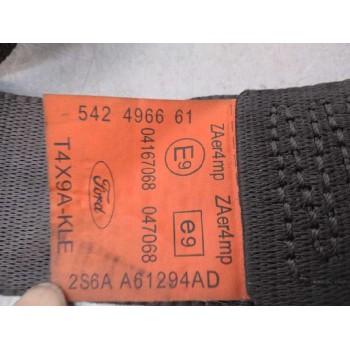 542 4966 61
T4X9A-KLE
Ford
04167068
047068
E9
e9
ZAer4mp
ZAer4mp
2S6A A61294AD